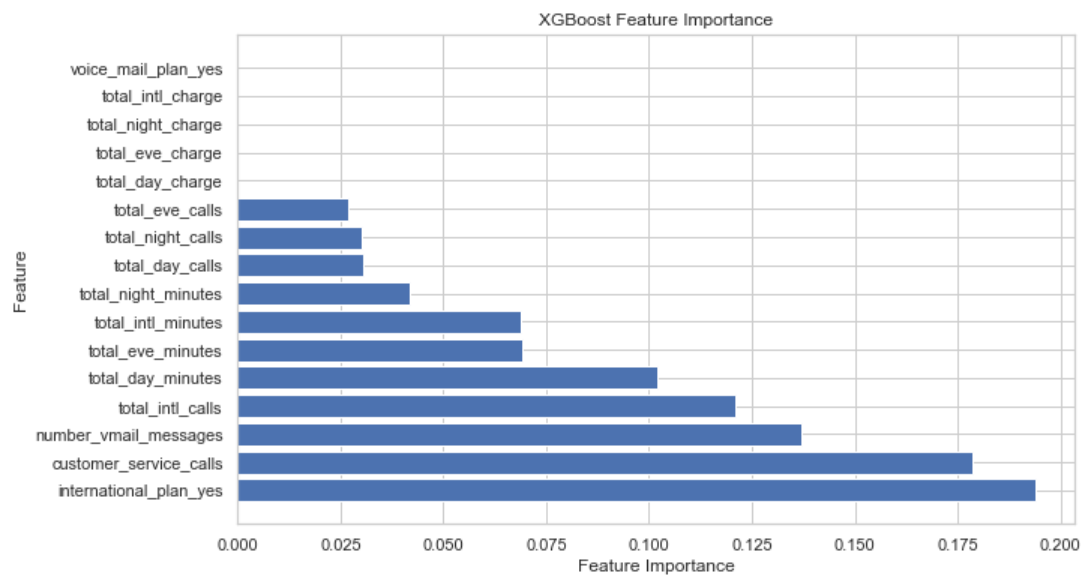 XGBoost Feature Importance
voice_mail_plan_yes
total_intl_charge
total_night_charge
total_eve_charge
total_day_charge
total_eve_calls
total_night_calls
total_day_calls
total_night_minutes
total_intl_minutes
total_eve_minutes
total_day_minutes
total_intl_calls
number_vmail_messages
customer_service_calls
international_plan_yes
Feature
0.000 0.025 0.050 0.075 0.100 0.125 0.150 0.175 0.200
Feature Importance